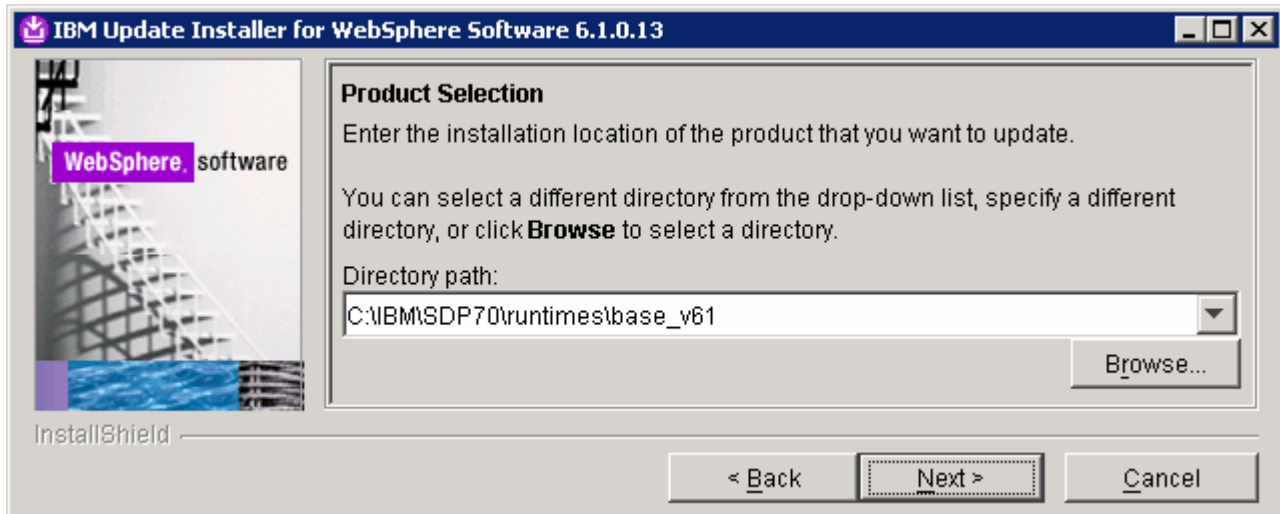 IBM Update Installer for WebSphere Software 6.1.0.13
WebSphere. software
Product Selection
Enter the installation location of the product that you want to update.
You can select a different directory from the drop-down list, specify a different
directory, or click Browse to select a directory.
Directory path:
C:\IBM\SDP70\runtimes\base_v61
Browse...
InstallShield
< Back
Next >
Cancel